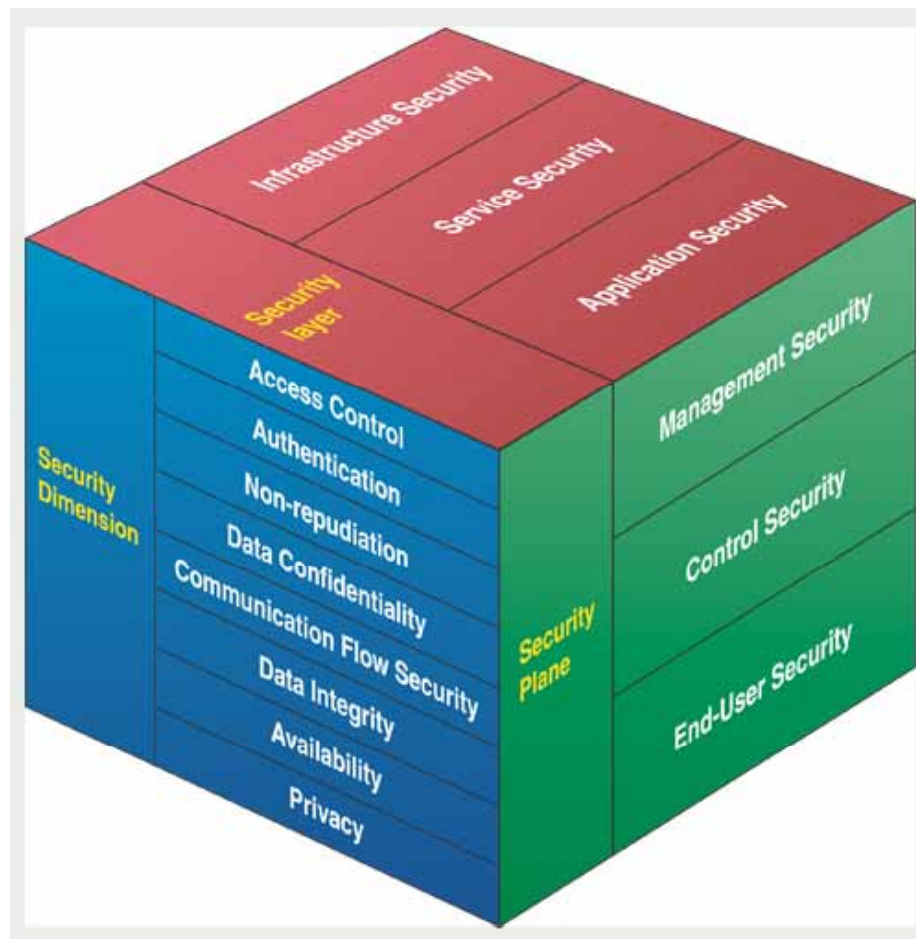 Infrastructure Security
Service Security
Application Security
Security
layer
Security
Dimension
Access Control
Authentication
Non-repudiation
Data Confidentiality
Communication Flow Security
Data Integrity
Availability
Privacy
Security
Plane
Management Security
Control Security
End-User Security